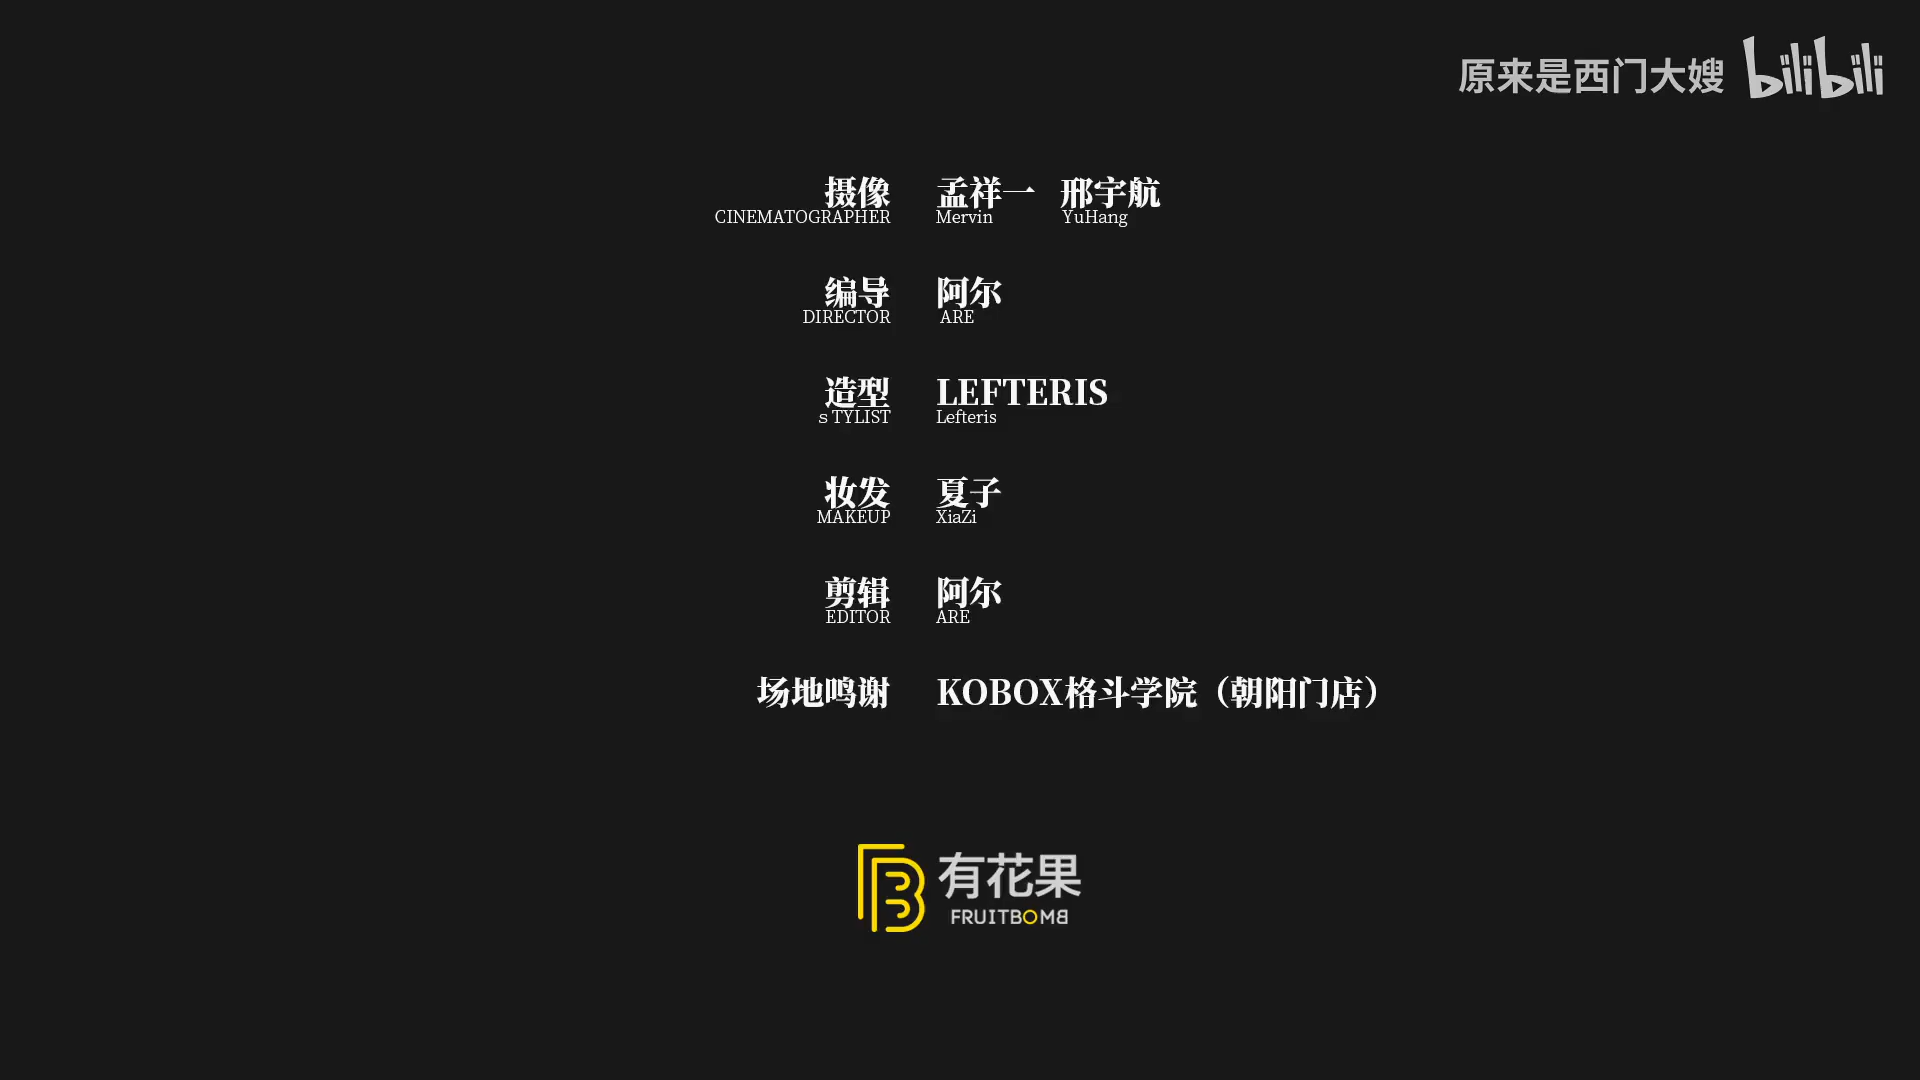 原来是西门大嫂 bilibili
摄像 孟祥一 邢宇航
CINEMATOGRAPHER Mervin YuHang
编导 阿尔
DIRECTOR ARE
造型 LEFTERIS
s TYLIST Lefteris
妆发 夏子
MAKEUP XiaZi
剪辑 阿尔
EDITOR ARE
场地鸣谢 KOBOX格斗学院（朝阳门店）
有花果
FRUITBOMB